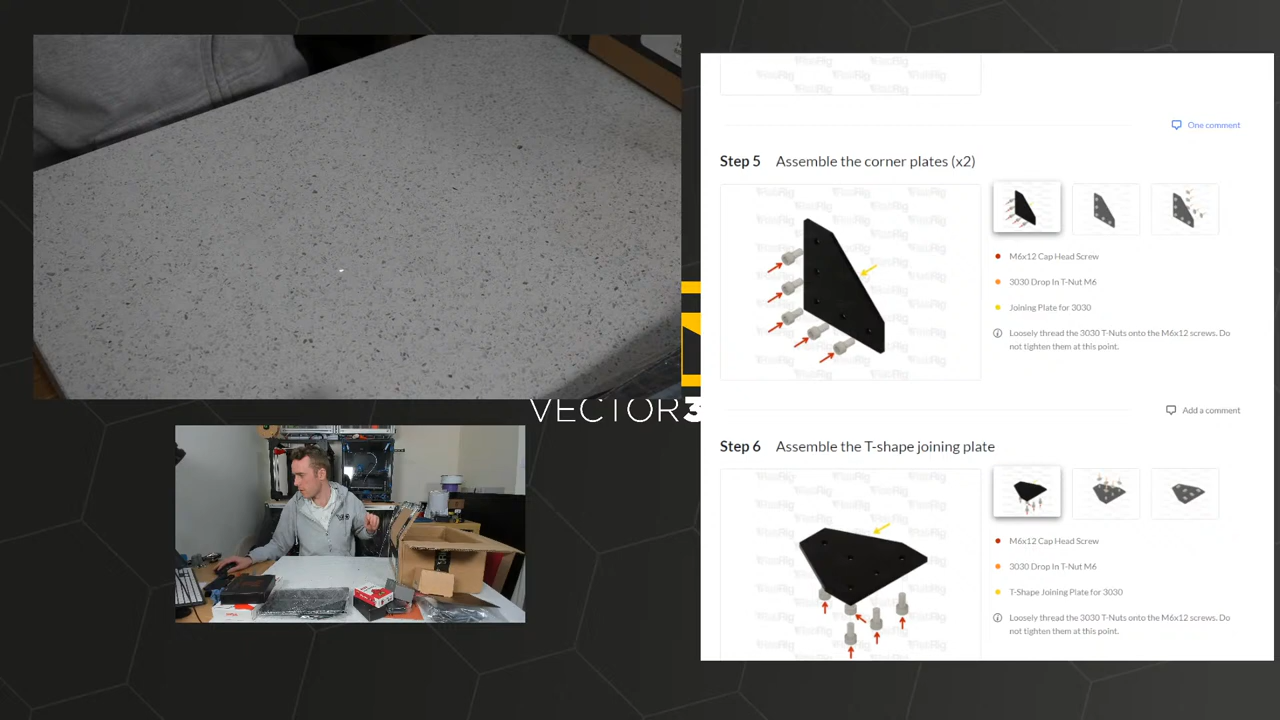 One comment
Step 5 Assemble the corner plates (x2)
M6x12 Cap Head Screw
3030 Drop In T-Nut M6
Joining Plate for 3030
Loosely thread the 3030 T-Nuts onto the M6x12 screws. Do
not tighten them at this point.
Add a comment
Step 6 Assemble the T-shape joining plate
M6x12 Cap Head Screw
3030 Drop In T-Nut M6
T-Shape Joining Plate for 3030
Loosely thread the 3030 T-Nuts onto the M6x12 screws. Do
not tighten them at this point.
VECTOR3